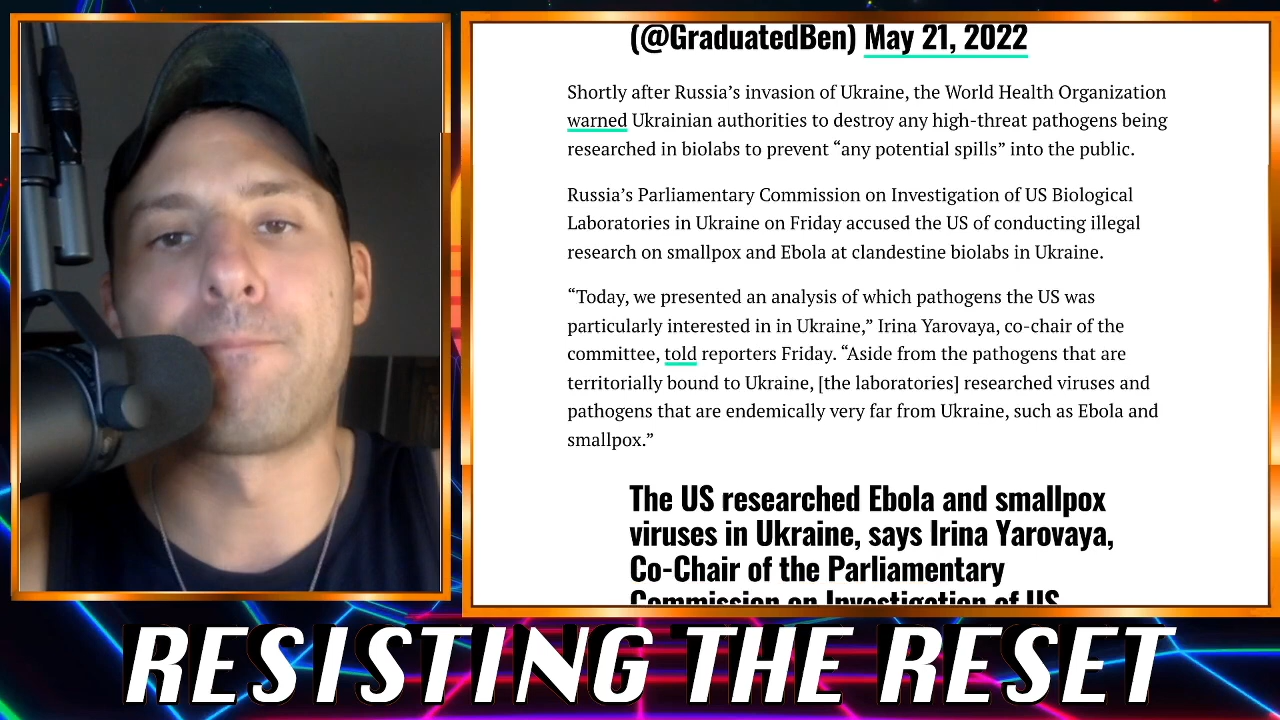 (@GraduatedBen) May 21, 2022
Shortly after Russia’s invasion of Ukraine, the World Health Organization
warned Ukrainian authorities to destroy any high-threat pathogens being
researched in biolabs to prevent “any potential spills” into the public.
Russia’s Parliamentary Commission on Investigation of US Biological
Laboratories in Ukraine on Friday accused the US of conducting illegal
research on smallpox and Ebola at clandestine biolabs in Ukraine.
“Today, we presented an analysis of which pathogens the US was
particularly interested in in Ukraine,” Irina Yarovaya, co-chair of the
committee, told reporters Friday. “Aside from the pathogens that are
territorially bound to Ukraine, [the laboratories] researched viruses and
pathogens that are endemically very far from Ukraine, such as Ebola and
smallpox.”
The US researched Ebola and smallpox
viruses in Ukraine, says Irina Yarovaya,
Co-Chair of the Parliamentary
Commission on Investigation of US
RESISTING THE RESET